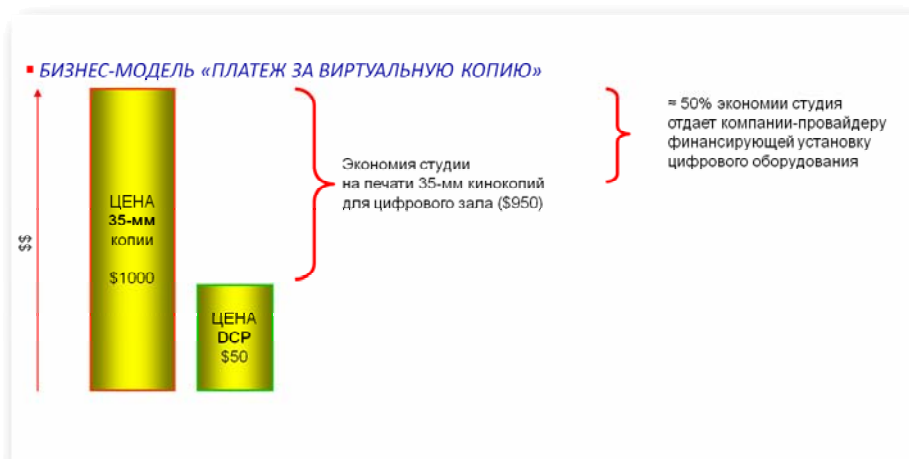 БИЗНЕС-МОДЕЛЬ «ПЛАТЕЖ ЗА ВИРТУАЛЬНУЮ КОПИЮ»
$$
ЦЕНА
35-мм
копии
$1000
ЦЕНА
DCP
$50
Экономия студии
на печати 35-мм кинокопий
для цифрового зала ($950)
≈ 50% экономии студия
отдает компании-провайдеру
финансирующей установку
цифрового оборудования